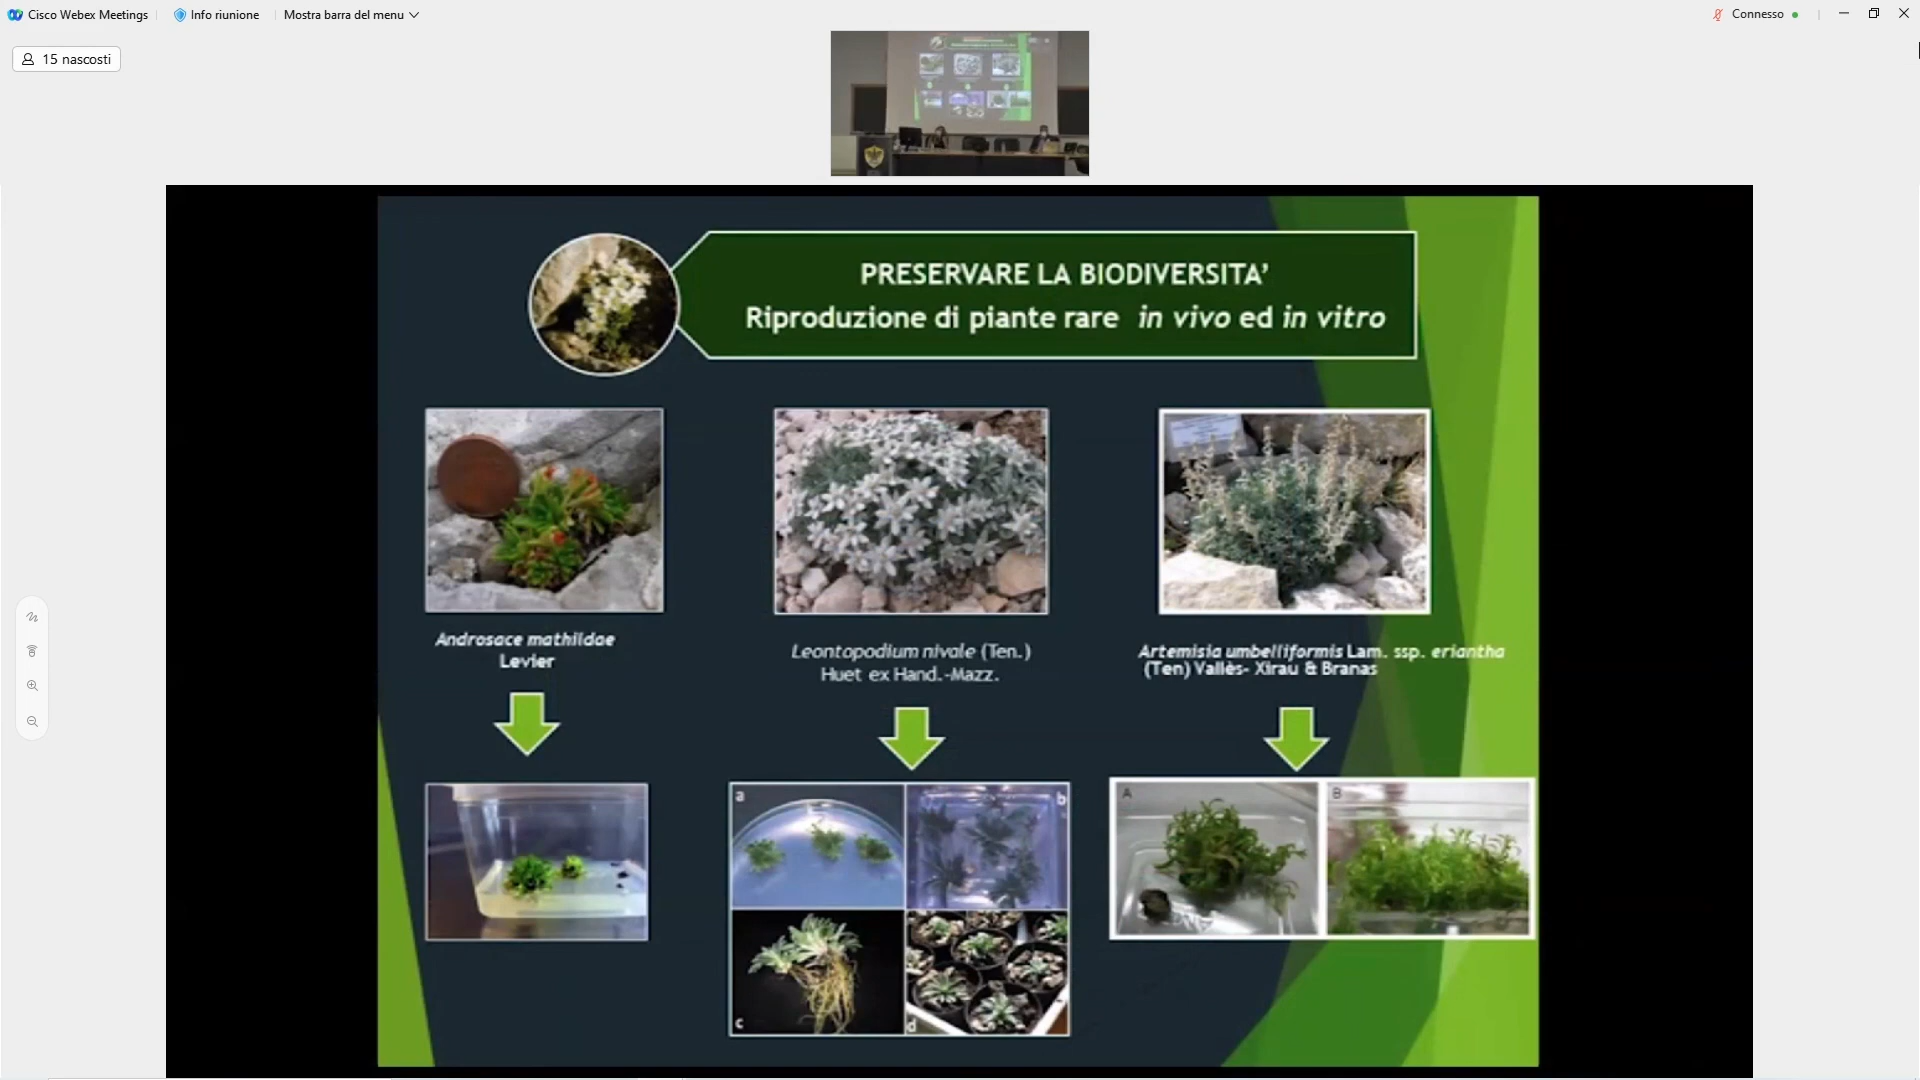 Cisco Webex Meetings
Info riunione
Mostra barra del menu
Connesso
15 nascosti
PRESERVARE LA BIODIVERSITA'
Riproduzione di piante rare in vivo ed in vitro
Androsace mathildae
Levier
Leontopodium nivale (Ten.)
Huet ex Hand.-Mazz.
Artemisia umbelliformis Lam. ssp. eriantha
(Ten) Vallès- Xirau & Branas
a
b
c
d
A
B